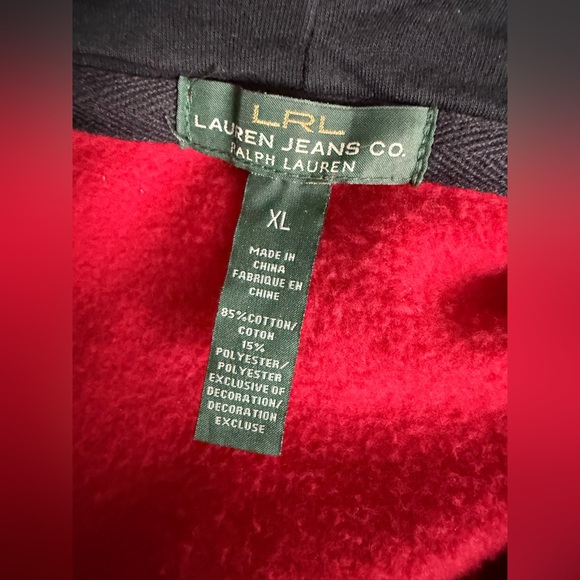 LRL
LAUREN JEANS CO.
RALPH LAUREN
XL
MADE IN
CHINA
FABRIQUE EN
CHINE
85% COTTON/
COTON
15%
POLYESTER/
POLYESTER
EXCLUSIVE OF
DECORATION/
DECORATION
EXCLUSE